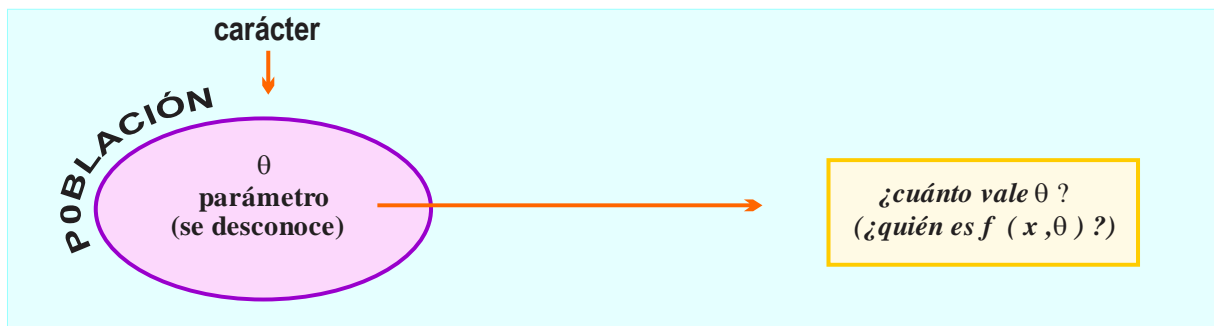 carácter
P0BLACIÓN
θ
parámetro
(se desconoce)
¿cuánto vale θ ?
(¿quién es f ( x ,θ ) ?)